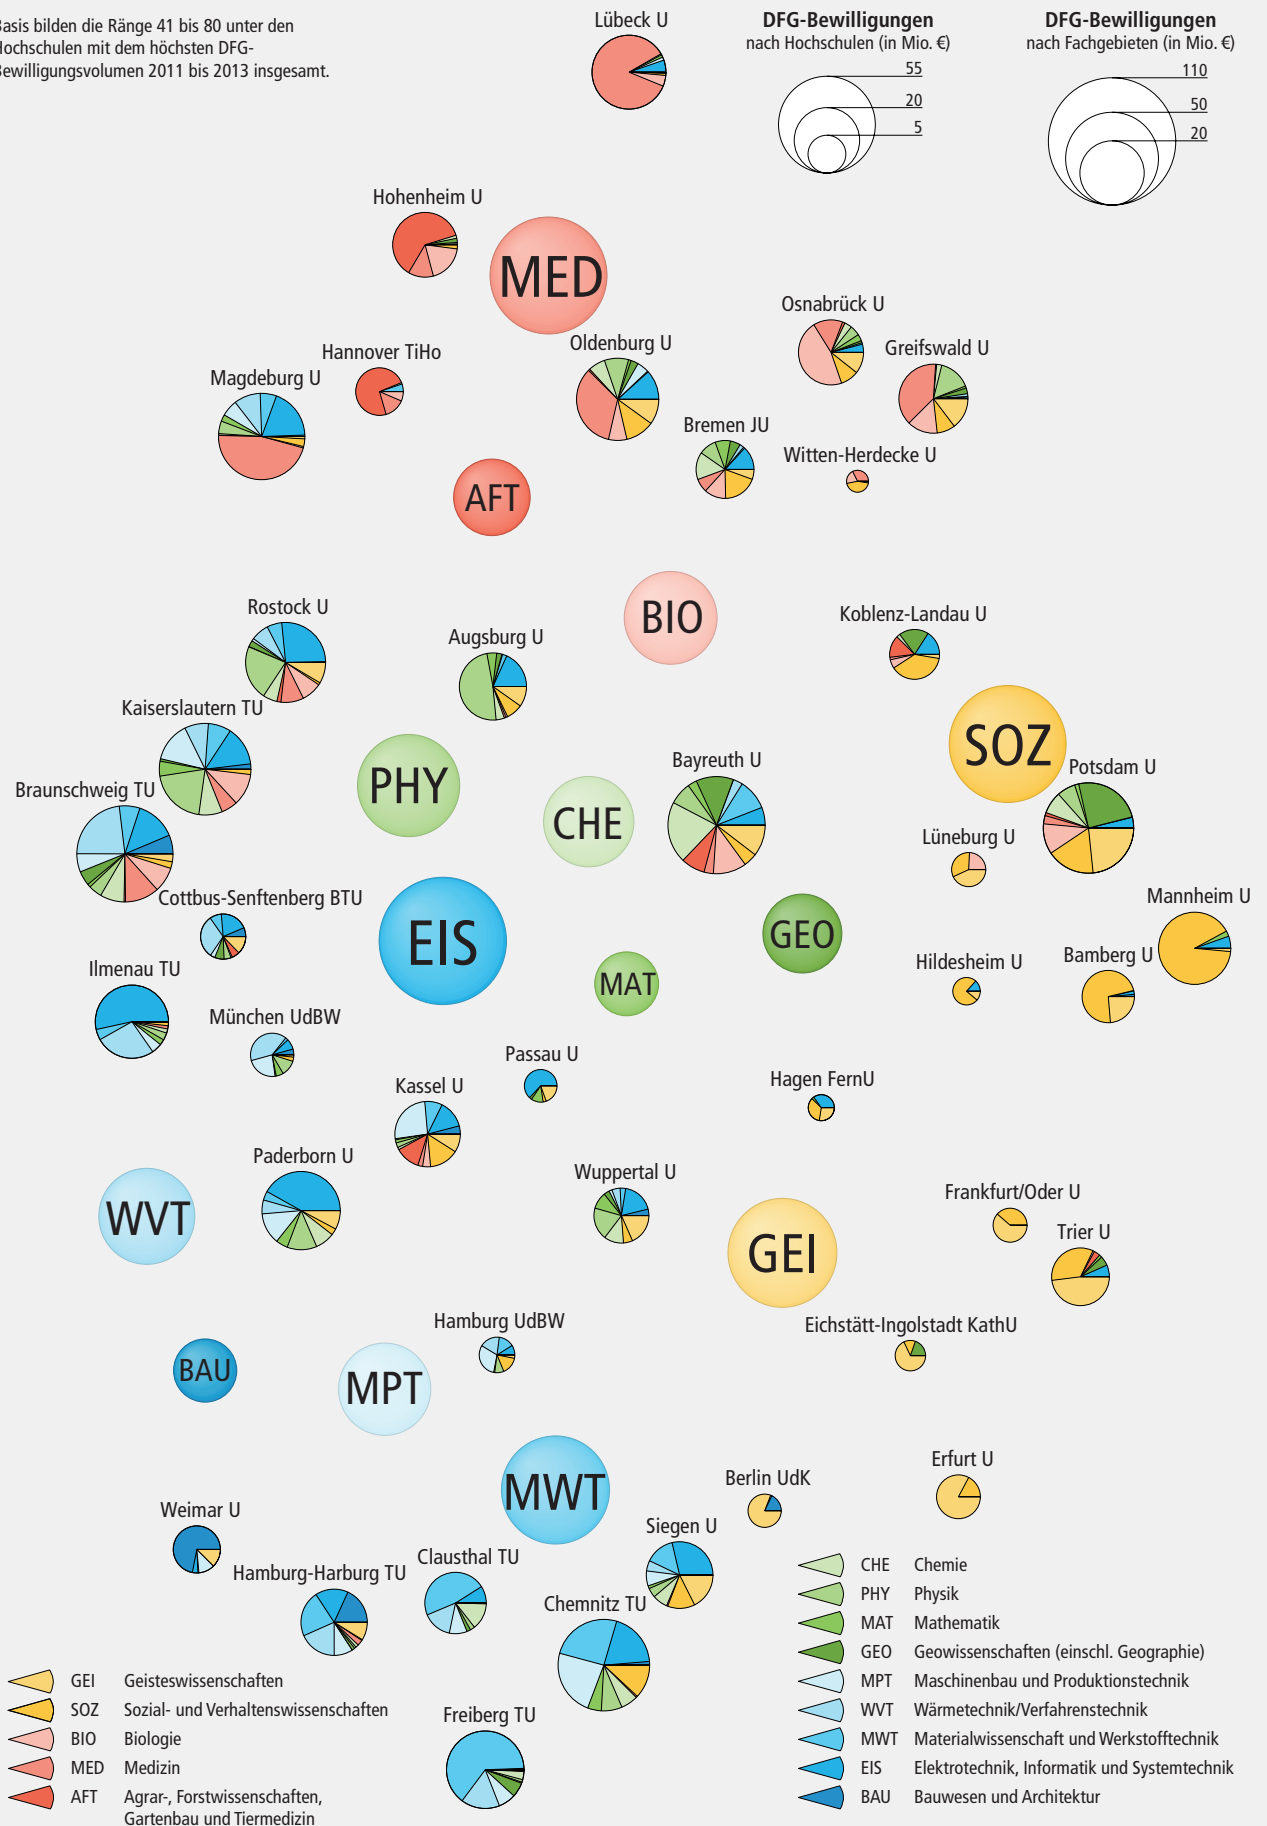 Basis bilden die Ränge 41 bis 80 unter den
Hochschulen mit dem höchsten DFG-
Bewilligungsvolumen 2011 bis 2013 insgesamt.
Lübeck U
DFG-Bewilligungen
nach Hochschulen (in Mio. €)
55
20
5
DFG-Bewilligungen
nach Fachgebieten (in Mio. €)
110
50
20
Hohenheim U
MED
Osnabrück U
Oldenburg U
Greifswald U
Hannover TiHo
Magdeburg U
Bremen JU
Witten-Herdecke U
AFT
Rostock U
BIO
Koblenz-Landau U
Augsburg U
Kaiserslautern TU
SOZ
Bayreuth U
Potsdam U
PHY
Braunschweig TU
CHE
Lüneburg U
Cottbus-Senftenberg BTU
Mannheim U
EIS
GEO
Bamberg U
Hildesheim U
Ilmenau TU
MAT
München UdBW
Passau U
Hagen FernU
Kassel U
Paderborn U
Wuppertal U
Frankfurt/Oder U
WVT
Trier U
GEI
Hamburg UdBW
Eichstätt-Ingolstadt KathU
BAU
MPT
Erfurt U
Berlin UdK
MWT
Weimar U
Siegen U
Clausthal TU
Hamburg-Harburg TU
Chemnitz TU
Freiberg TU
GEI Geisteswissenschaften
SOZ Sozial- und Verhaltenswissenschaften
BIO Biologie
MED Medizin
AFT Agrar-, Forstwissenschaften,
Gartenbau und Tiermedizin
CHE Chemie
PHY Physik
MAT Mathematik
GEO Geowissenschaften (einschl. Geographie)
MPT Maschinenbau und Produktionstechnik
WVT Wärmetechnik/Verfahrenstechnik
MWT Materialwissenschaft und Werkstofftechnik
EIS Elektrotechnik, Informatik und Systemtechnik
BAU Bauwesen und Architektur